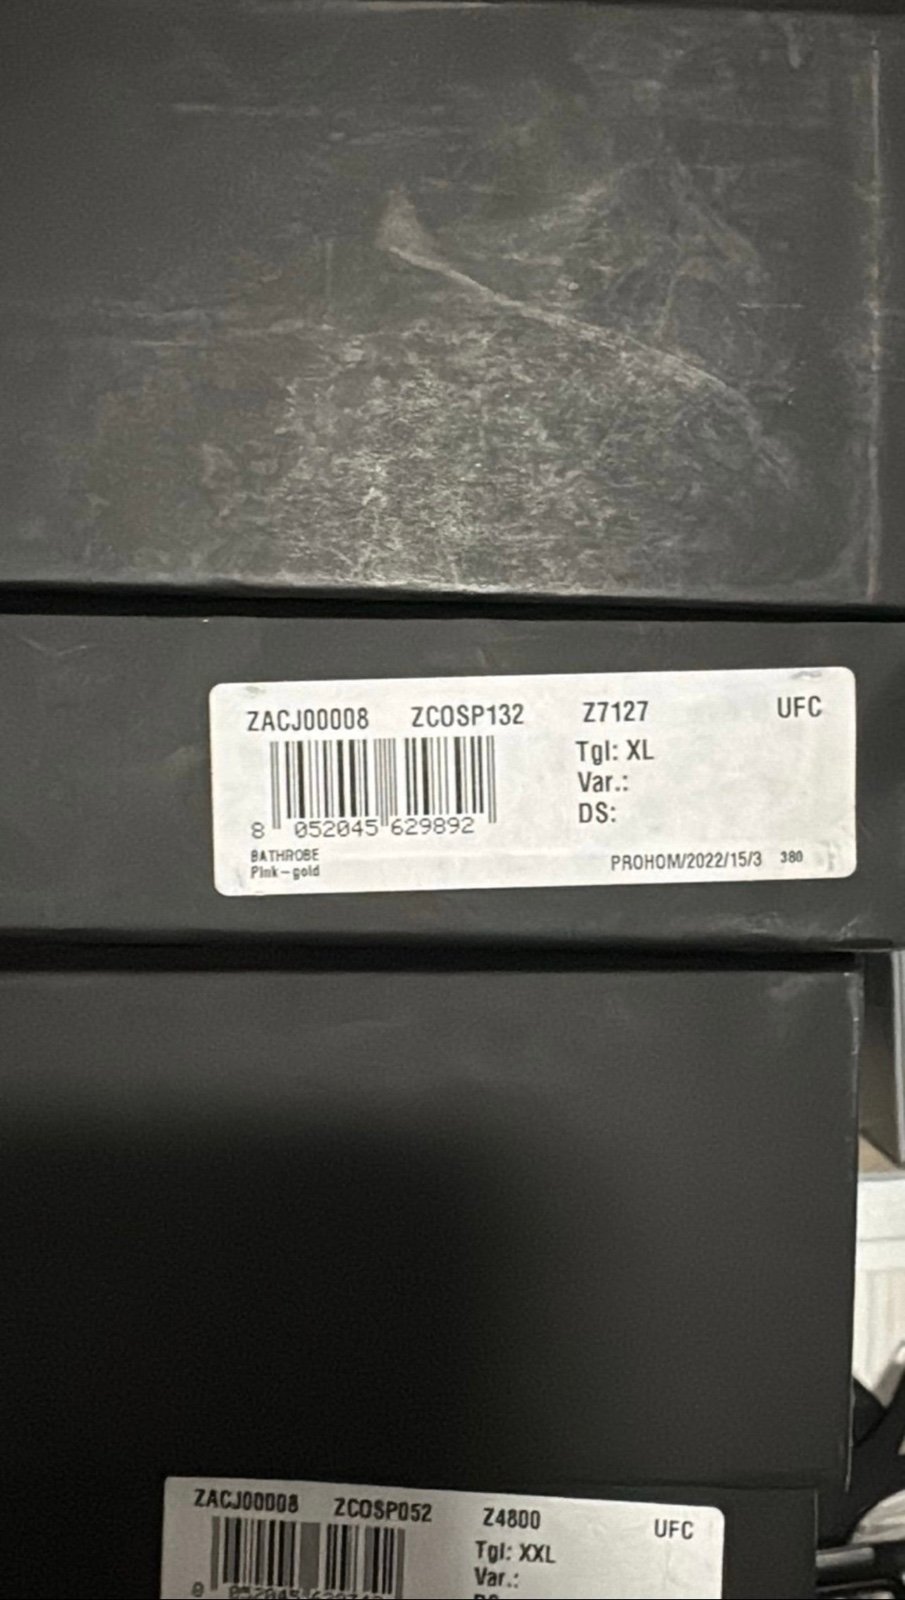 ZACJ00008 ZCOSP132 Z7127 UFC
Tgl: XL
Var.:
DS:
8 052045 629892
BATHROBE
Pink-gold
PROHOM/2022/15/3 380
ZACJ00008 ZCOSP052 Z4800 UFC
Tgl: XXL
Var.: